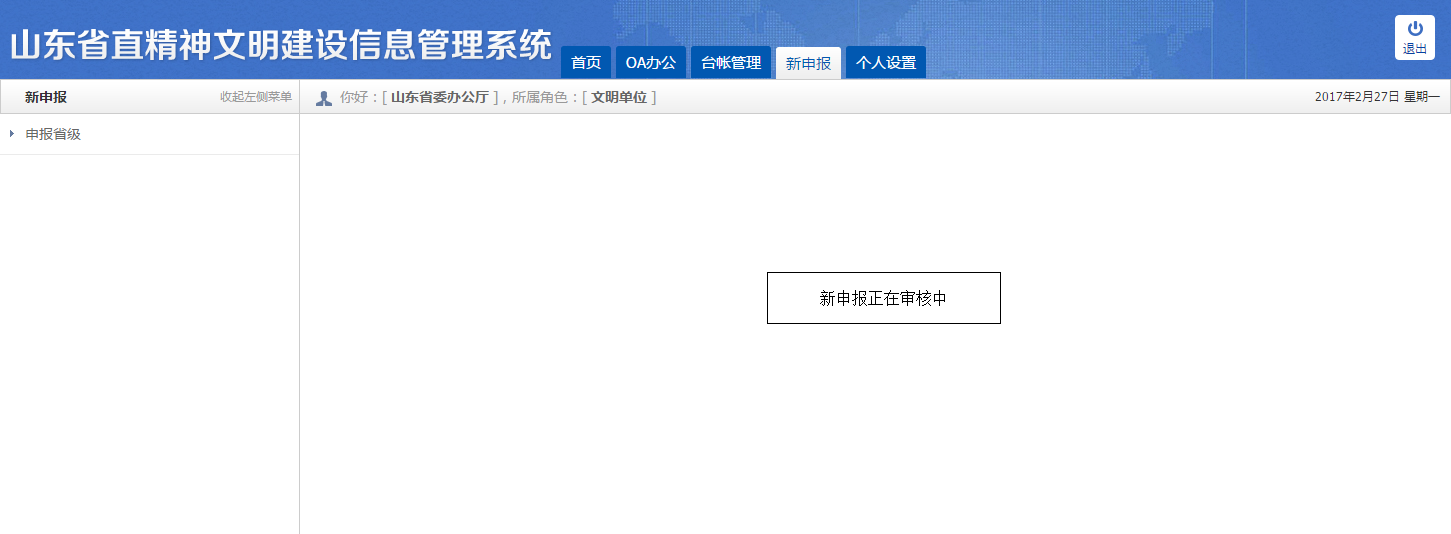 山东省直精神文明建设信息管理系统
首页 OA办公 台帐管理 新申报 个人设置
退出
新申报 收起左侧菜单
你好：[ 山东省委办公厅 ]，所属角色：[ 文明单位 ]
2017年2月27日 星期一
申报省级
新申报正在审核中